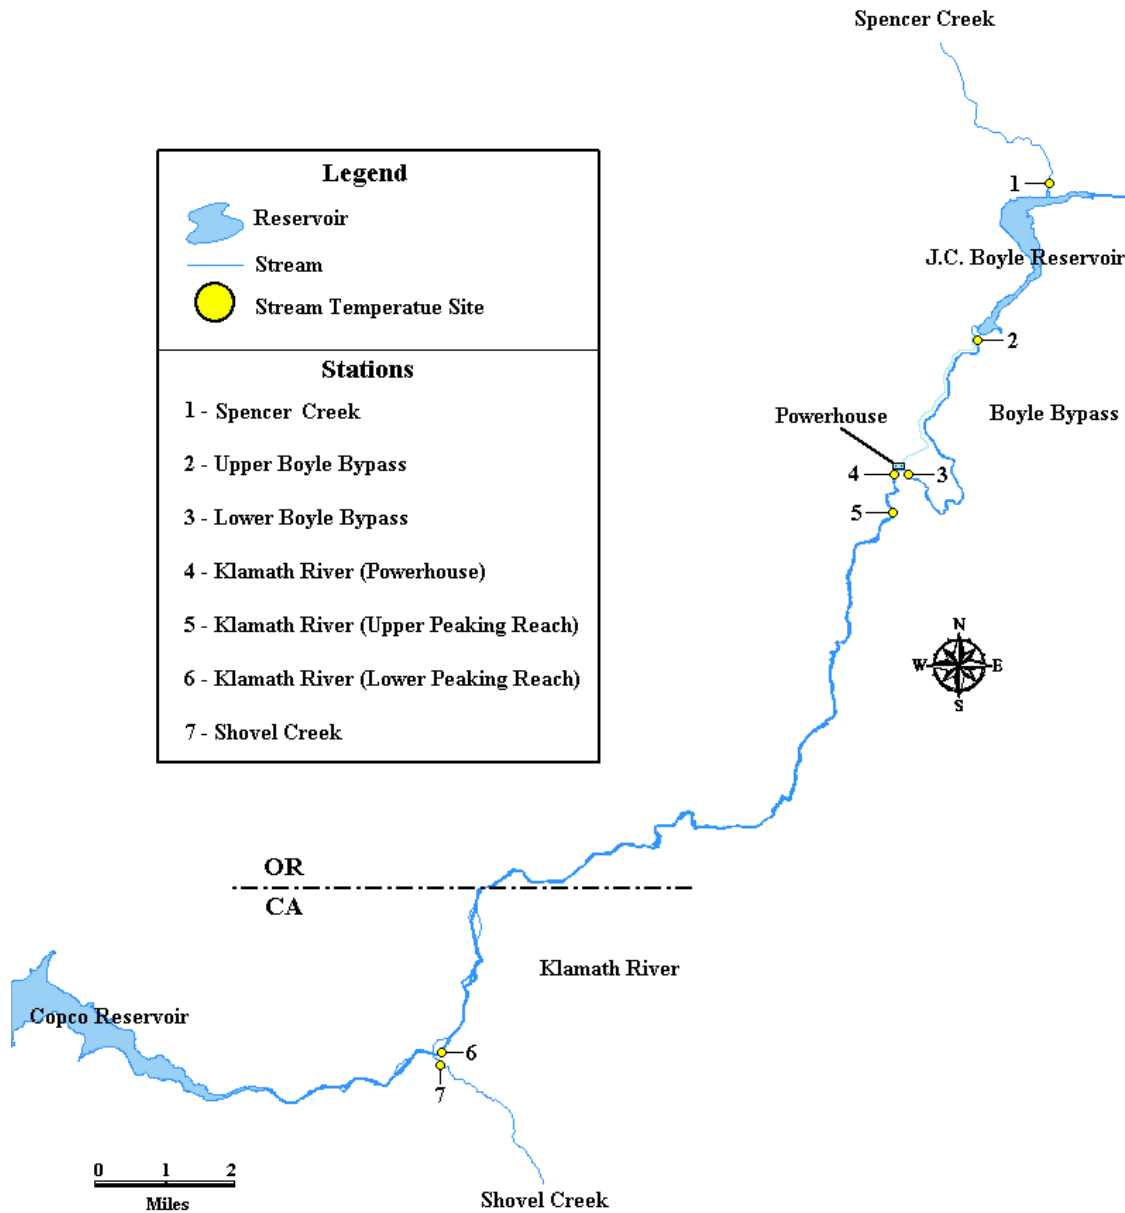 Spencer Creek
1
J.C. Boyle Reservoir
2
Boyle Bypass
Powerhouse
4
3
5
Legend
Reservoir
Stream
Stream Temperatue Site
Stations
1 - Spencer Creek
2 - Upper Boyle Bypass
3 - Lower Boyle Bypass
4 - Klamath River (Powerhouse)
5 - Klamath River (Upper Peaking Reach)
6 - Klamath River (Lower Peaking Reach)
7 - Shovel Creek
N
W E
S
OR
CA
Klamath River
Copco Reservoir
6
7
Shovel Creek
0 1 2
Miles